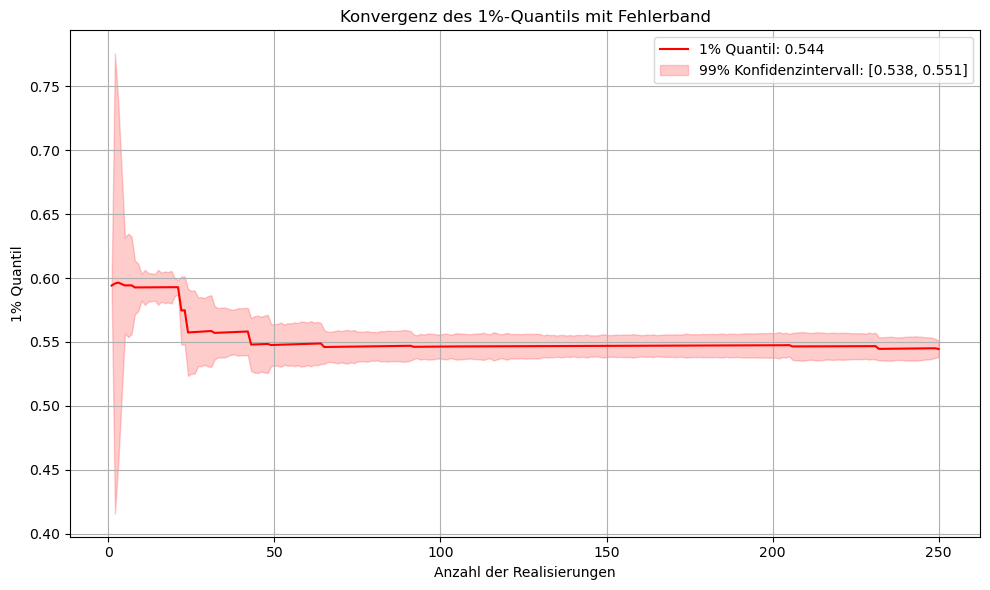 Konvergenz des 1%-Quantils mit Fehlerband
1% Quantil: 0.544
99% Konfidenzintervall: [0.538, 0.551]
1% Quantil
0.75
0.70
0.65
0.60
0.55
0.50
0.45
0.40
0
50
100
150
200
250
Anzahl der Realisierungen